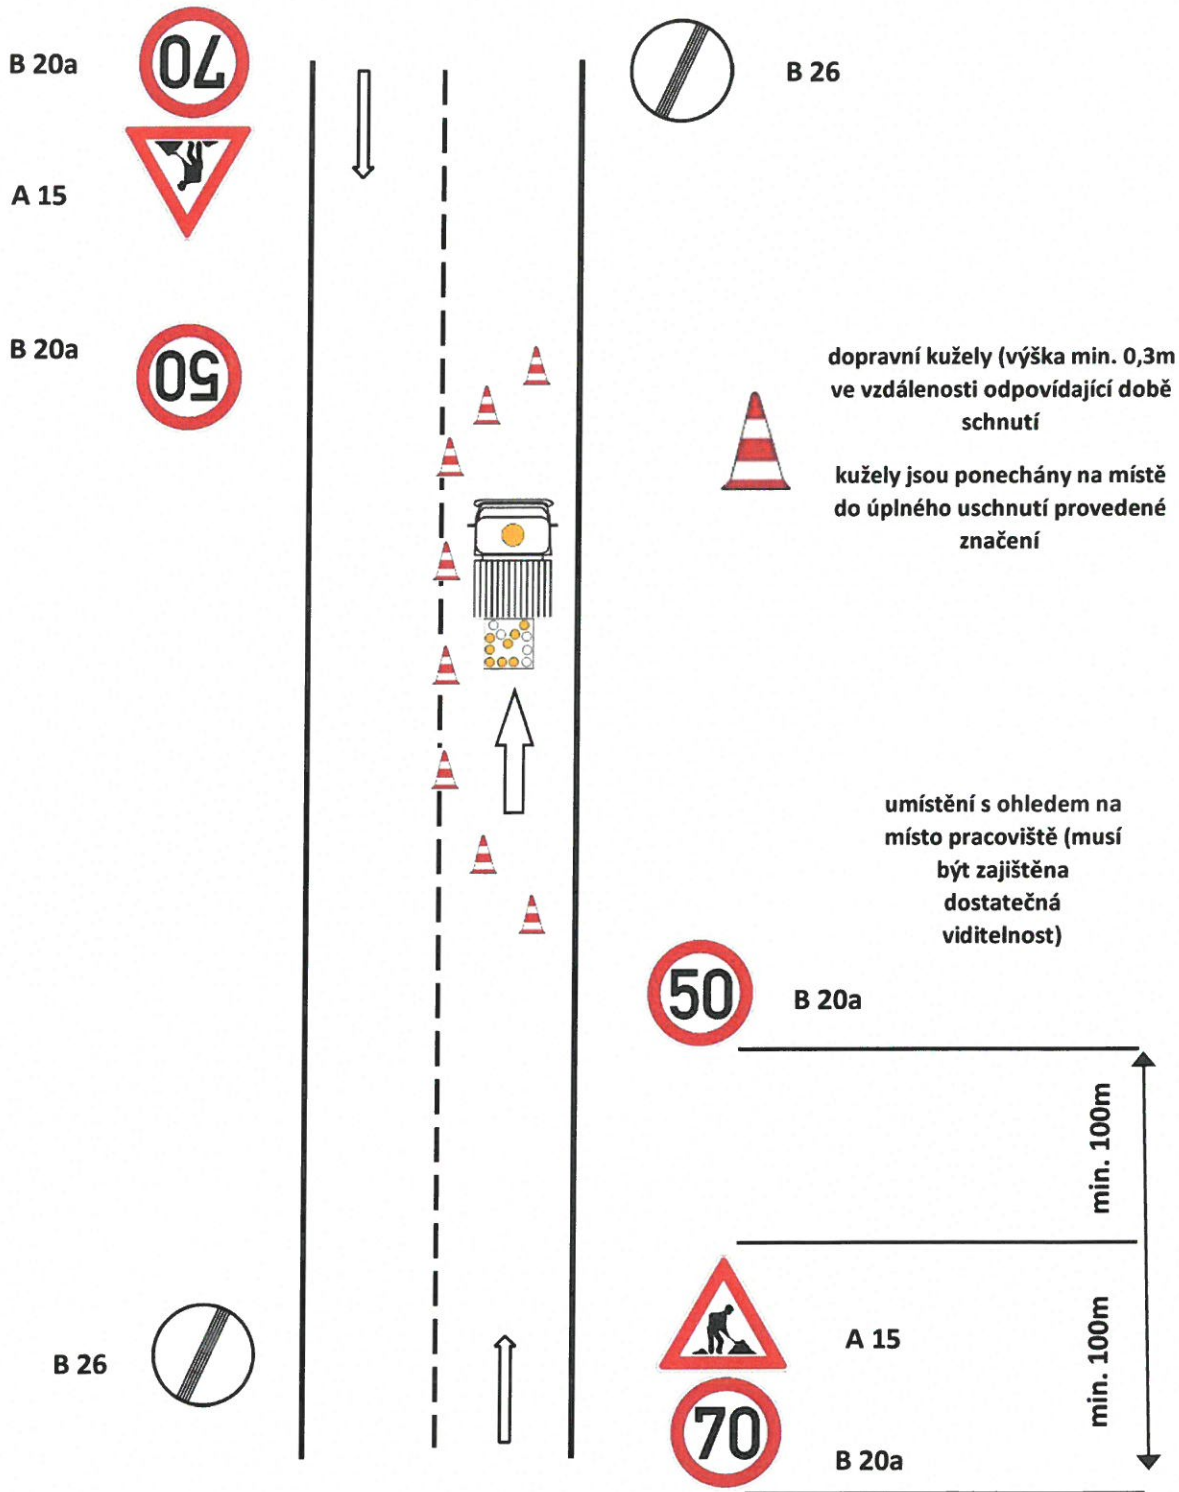 B 20a
70
B 26
A 15
B 20a
50
dopravní kužely (výška min. 0,3m
ve vzdálenosti odpovídající době
schnutí
kužely jsou ponechány na místě
do úplného uschnutí provedené
značení
umístění s ohledem na
místo pracoviště (musí
být zajištěna
dostatečná
viditelnost)
50
B 20a
min. 100m
A 15
min. 100m
B 26
70
B 20a